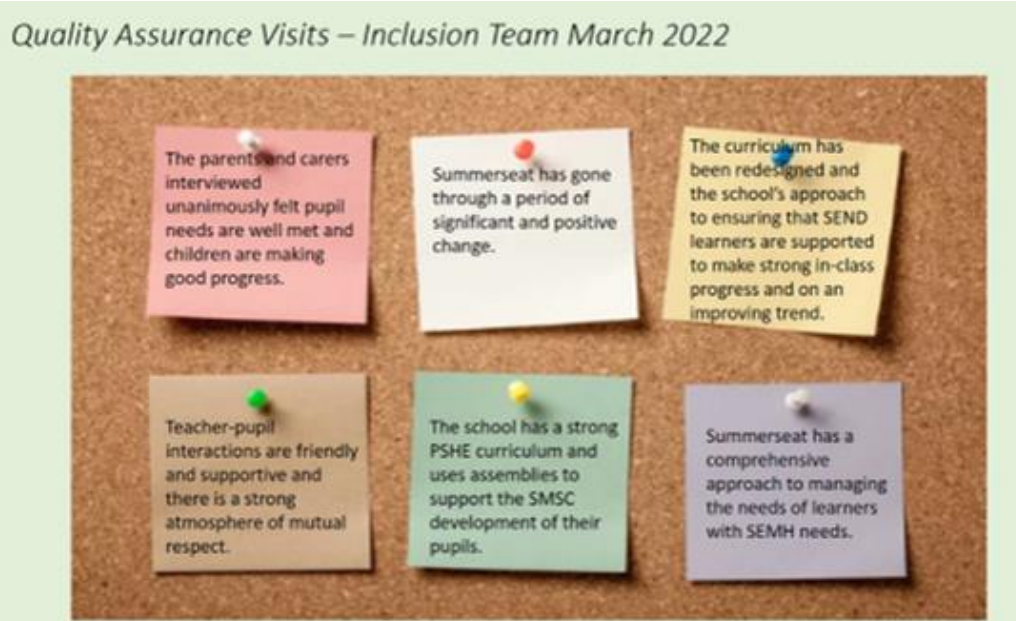 Quality Assurance Visits – Inclusion Team March 2022
The parents and carers
interviewed
unanimously felt pupil
needs are well met and
children are making
good progress.
Summerseat has gone
through a period of
significant and positive
change.
The curriculum has
been redesigned and
the school's approach
to ensuring that SEND
learners are supported
to make strong in-class
progress and on an
improving trend.
Teacher-pupil
interactions are friendly
and supportive and
there is a strong
atmosphere of mutual
respect.
The school has a strong
PSHE curriculum and
uses assemblies to
support the SMSC
development of their
pupils.
Summerseat has a
comprehensive
approach to managing
the needs of learners
with SEMH needs.